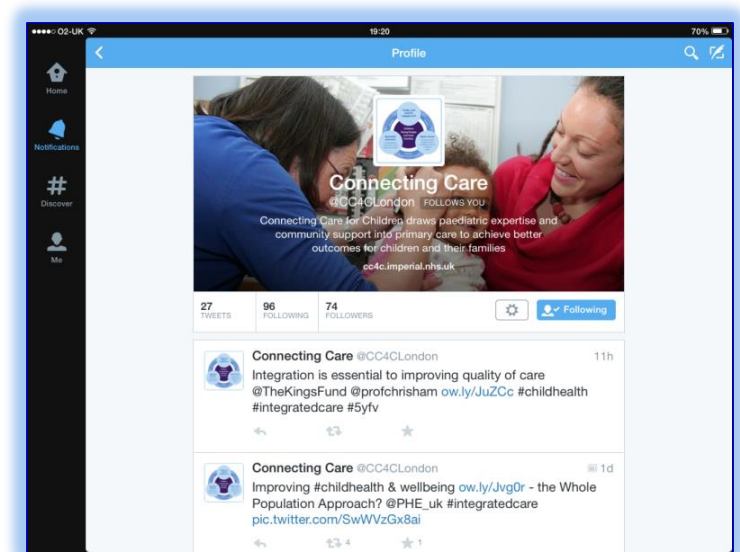 O2-UK
19:20
70%
Profile
Home
Notifications
Discover
Me
Connecting Care
@CC4CLondon FOLLOWS YOU
Connecting Care for Children draws paediatric expertise and
community support into primary care to achieve better
outcomes for children and their families
cc4c.imperial.nhs.uk
27
TWEETS
96
FOLLOWING
74
FOLLOWERS
Following
Connecting Care @CC4CLondon 11h
Integration is essential to improving quality of care
@TheKingsFund @profchrisham ow.ly/JuZCc #childhealth
#integratedcare #5yfv
Connecting Care @CC4CLondon 1d
Improving #childhealth & wellbeing ow.ly/Jvg0r - the Whole
Population Approach? @PHE_uk #integratedcare
pic.twitter.com/SwWVzGx8ai
4
1